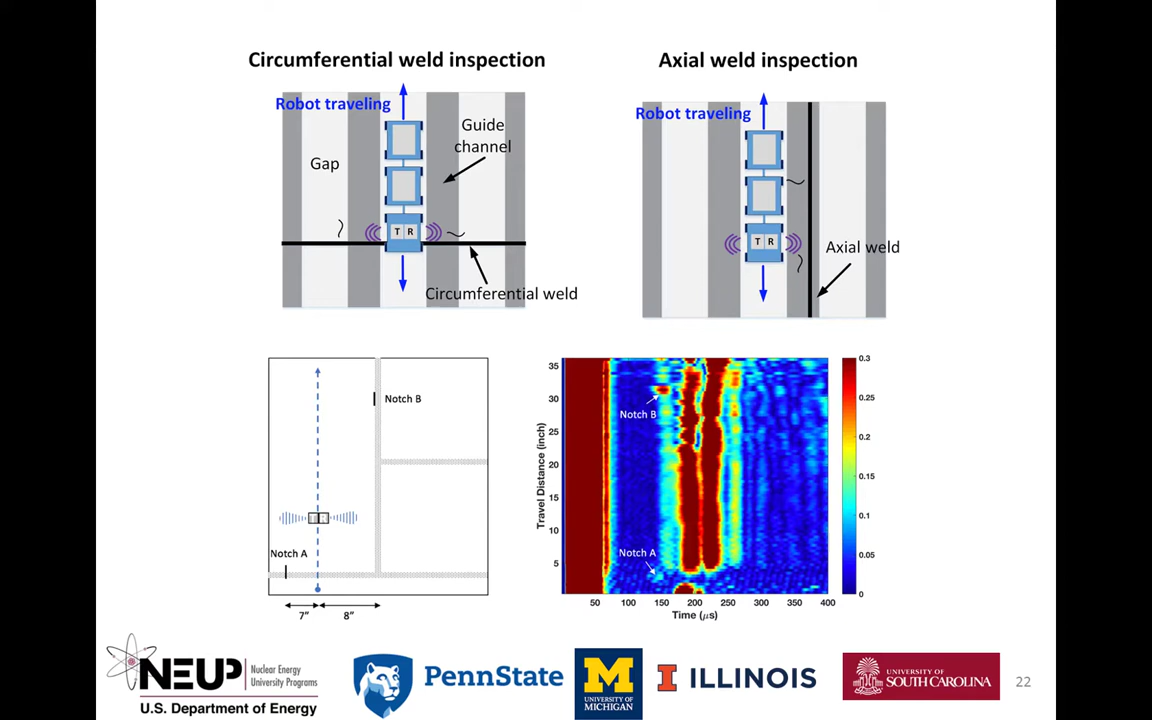 Circumferential weld inspection
Axial weld inspection
Robot traveling
Guide
channel
Gap
T R
Circumferential weld
Robot traveling
T R
Axial weld
Notch B
Notch A
7”
8”
Travel Distance (inch)
35
30
25
20
15
10
5
Notch B
Notch A
50 100 150 200 250 300 350 400
Time (μs)
0.3
0.25
0.2
0.15
0.1
0.05
0
NEUP
Nuclear Energy
University Programs
U.S. Department of Energy
PennState
M
UNIVERSITY OF
MICHIGAN
I ILLINOIS
UNIVERSITY OF
SOUTH CAROLINA
22